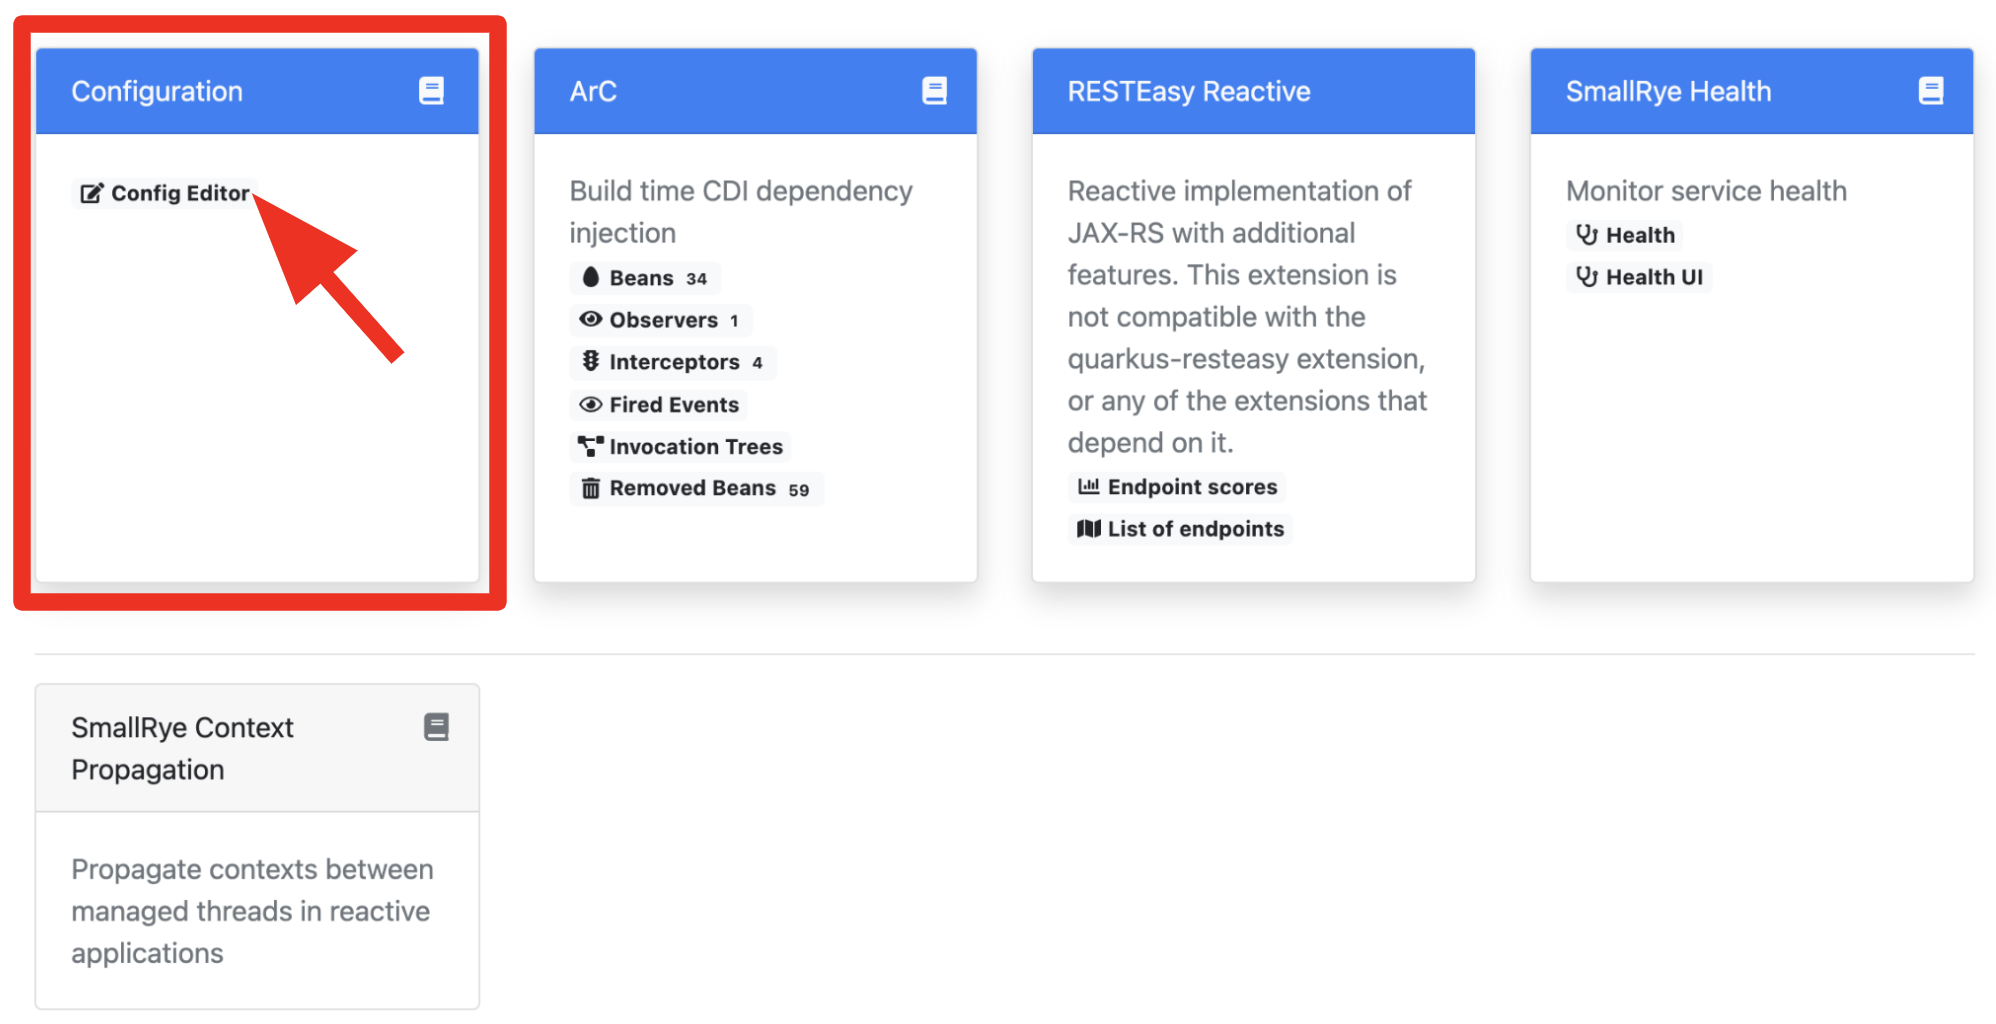 Configuration
Config Editor
ArC
Build time CDI dependency
injection
Beans 34
Observers 1
Interceptors 4
Fired Events
Invocation Trees
Removed Beans 59
RESTEasy Reactive
Reactive implementation of
JAX-RS with additional
features. This extension is
not compatible with the
quarkus-resteasy extension,
or any of the extensions that
depend on it.
Endpoint scores
List of endpoints
SmallRye Health
Monitor service health
Health
Health UI
SmallRye Context
Propagation
Propagate contexts between
managed threads in reactive
applications